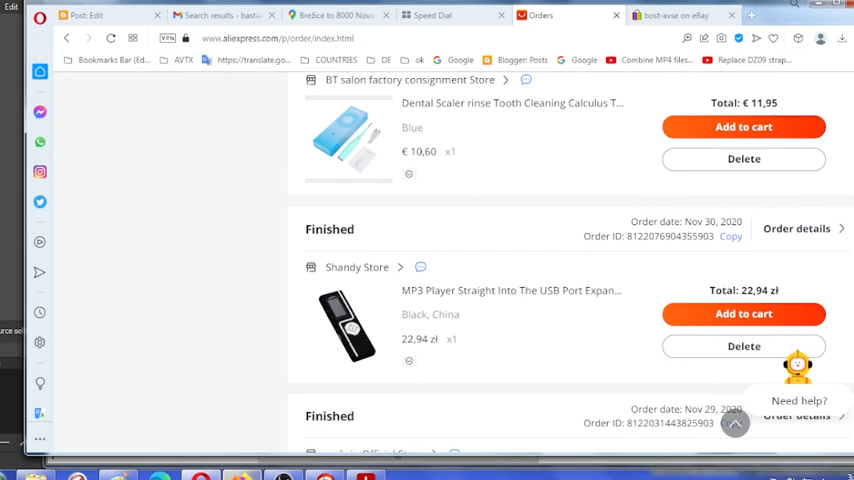 Edit
Post: Edit
Search results - bastia
Brežice to 8000 Novo
Speed Dial
Orders
bost-avse on eBay
VPN
www.aliexpress.com/p/order/index.html
Bookmarks Bar (Ed...
AVTX
https://translate.go...
COUNTRIES
DE
ok
Google
Blogger: Posts
Google
Combine MP4 files...
Replace DZ09 strap...
BT salon factory consignment Store
Dental Scaler rinse Tooth Cleaning Calculus T...
Total: € 11,95
Blue
Add to cart
€ 10,60 x1
Delete
Finished
Order date: Nov 30, 2020
Order ID: 8122076904355903 Copy
Order details
Shandy Store
MP3 Player Straight Into The USB Port Expan...
Total: 22,94 zł
Black, China
Add to cart
22,94 zł x1
Delete
Need help?
Finished
Order date: Nov 29, 2020
Order ID: 8122031443825903
Order details